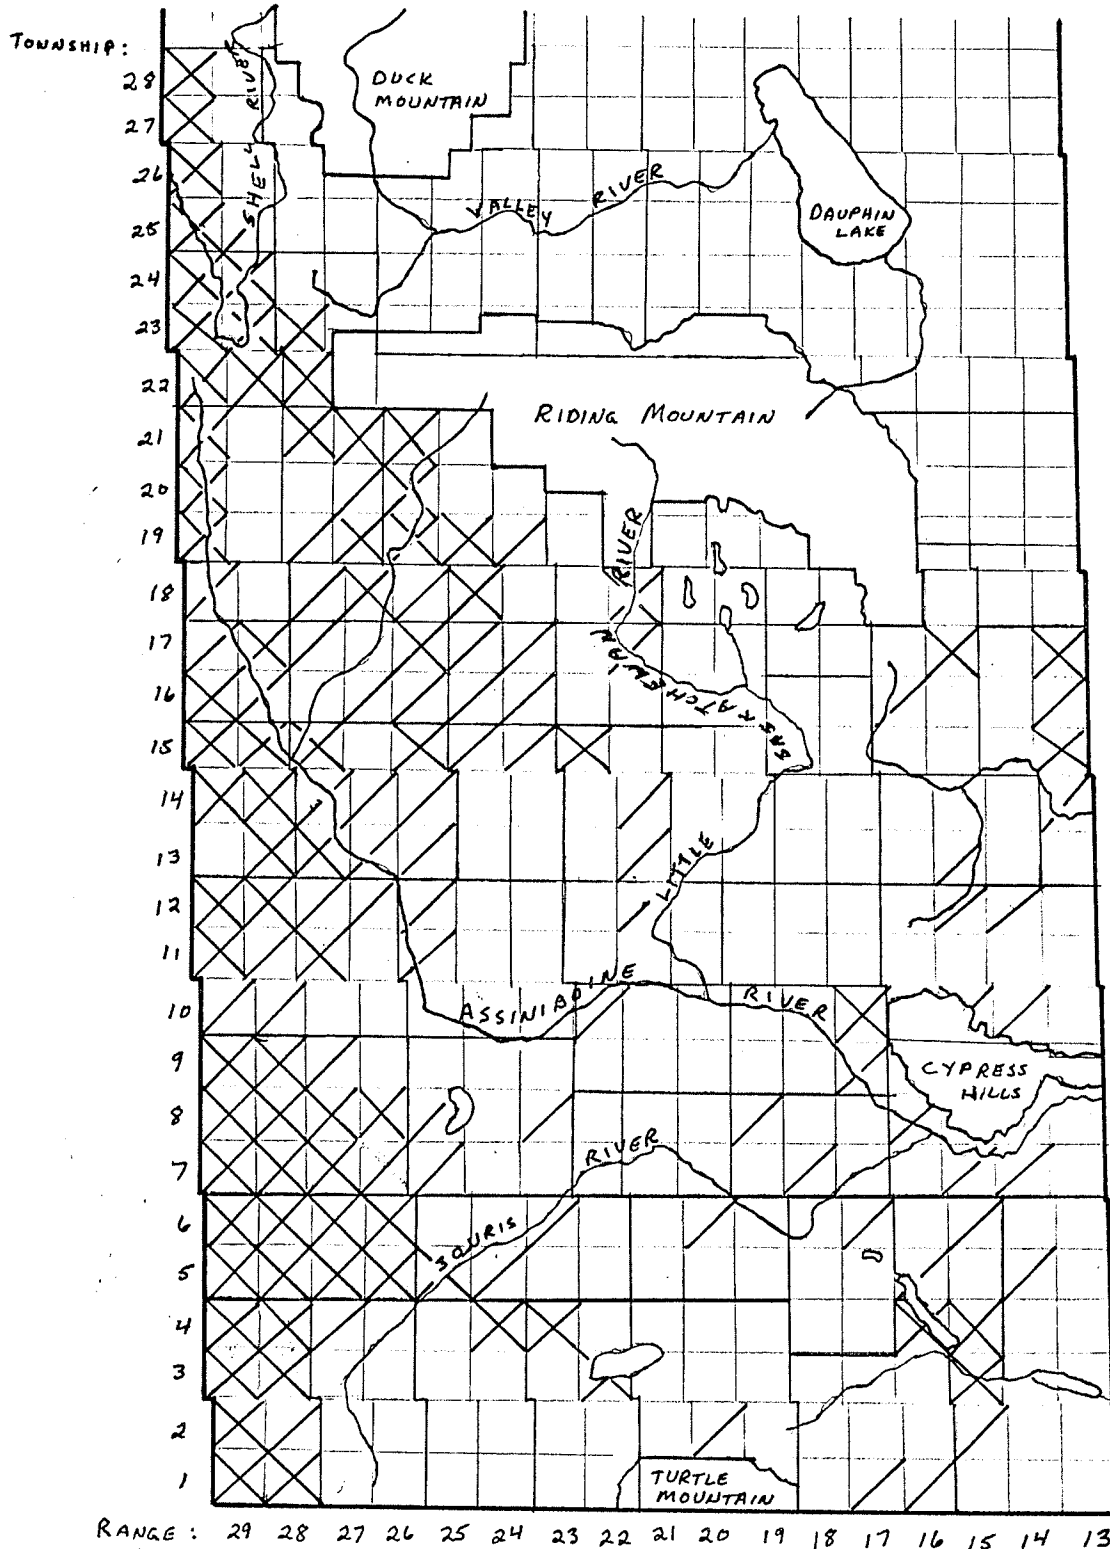 TOWNSHIP:
28
27
26
25
24
23
22
21
20
19
18
17
16
15
14
13
12
11
10
9
8
7
6
5
4
3
2
1
DUCK
MOUNTAIN
SHELL RIVER
VALLEY RIVER
DAUPHIN
LAKE
RIDING MOUNTAIN
LITTLE SASKATCHEWAN RIVER
ASSINIBOINE RIVER
CYPRESS
HILLS
SOURIS RIVER
TURTLE
MOUNTAIN
RANGE: 29 28 27 26 25 24 23 22 21 20 19 18 17 16 15 14 13